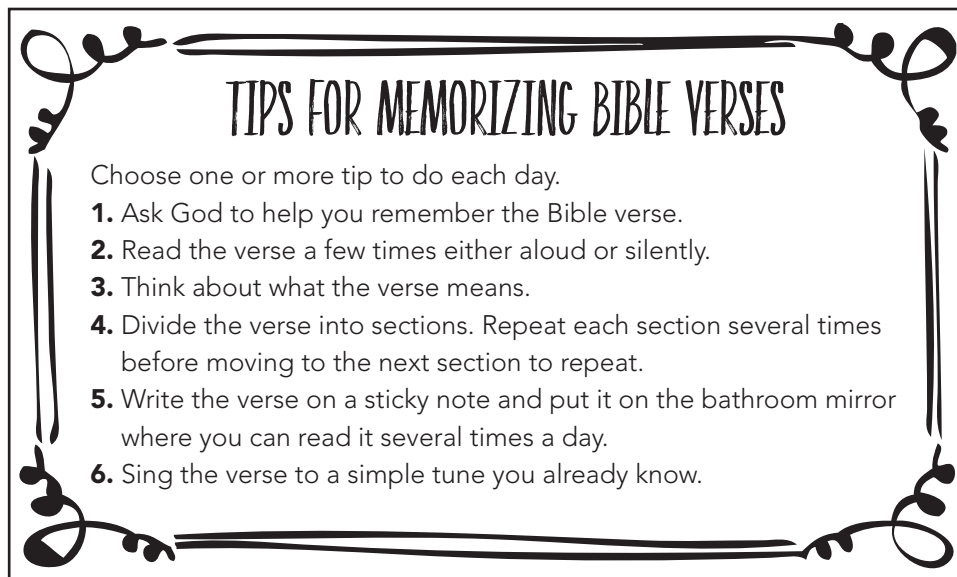 TIPS FOR MEMORIZING BIBLE VERSES
Choose one or more tip to do each day.
1. Ask God to help you remember the Bible verse.
2. Read the verse a few times either aloud or silently.
3. Think about what the verse means.
4. Divide the verse into sections. Repeat each section several times
before moving to the next section to repeat.
5. Write the verse on a sticky note and put it on the bathroom mirror
where you can read it several times a day.
6. Sing the verse to a simple tune you already know.